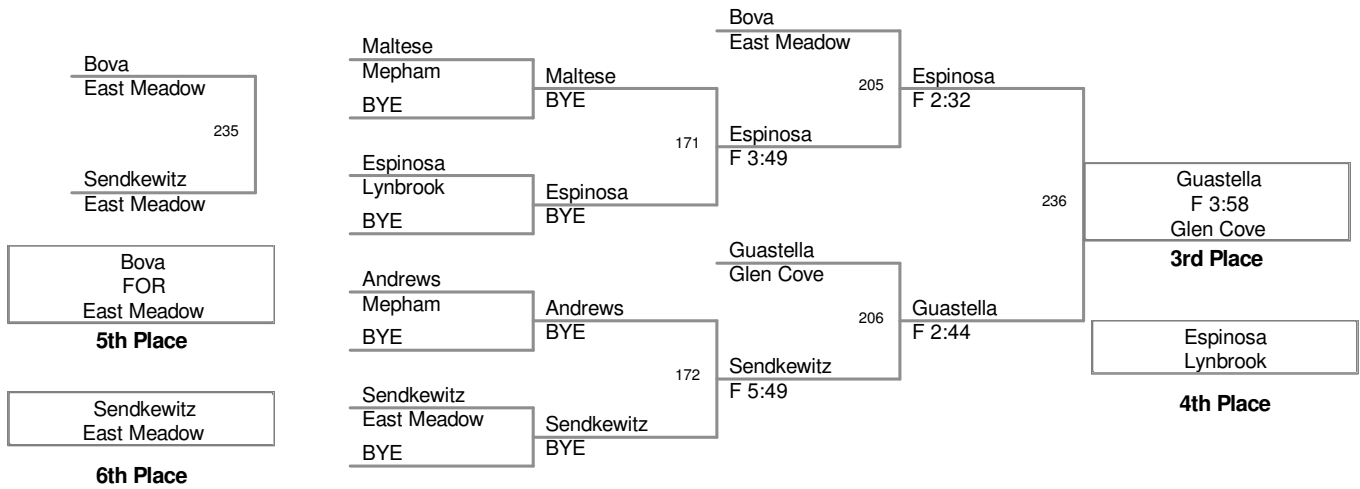 Bova
East Meadow
235
Sendkewitz
East Meadow
Bova
FOR
East Meadow
5th Place
Sendkewitz
East Meadow
6th Place
Maltese
Mepham
BYE
Espinosa
Lynbrook
BYE
Andrews
Mepham
BYE
Sendkewitz
East Meadow
BYE
Maltese
BYE
171
Espinosa
BYE
Andrews
BYE
172
Sendkewitz
BYE
Bova
East Meadow
205
Espinosa
F 3:49
Guastella
Glen Cove
206
Sendkewitz
F 5:49
Espinosa
F 2:32
236
Guastella
F 2:44
Guastella
F 3:58
Glen Cove
3rd Place
Espinosa
Lynbrook
4th Place